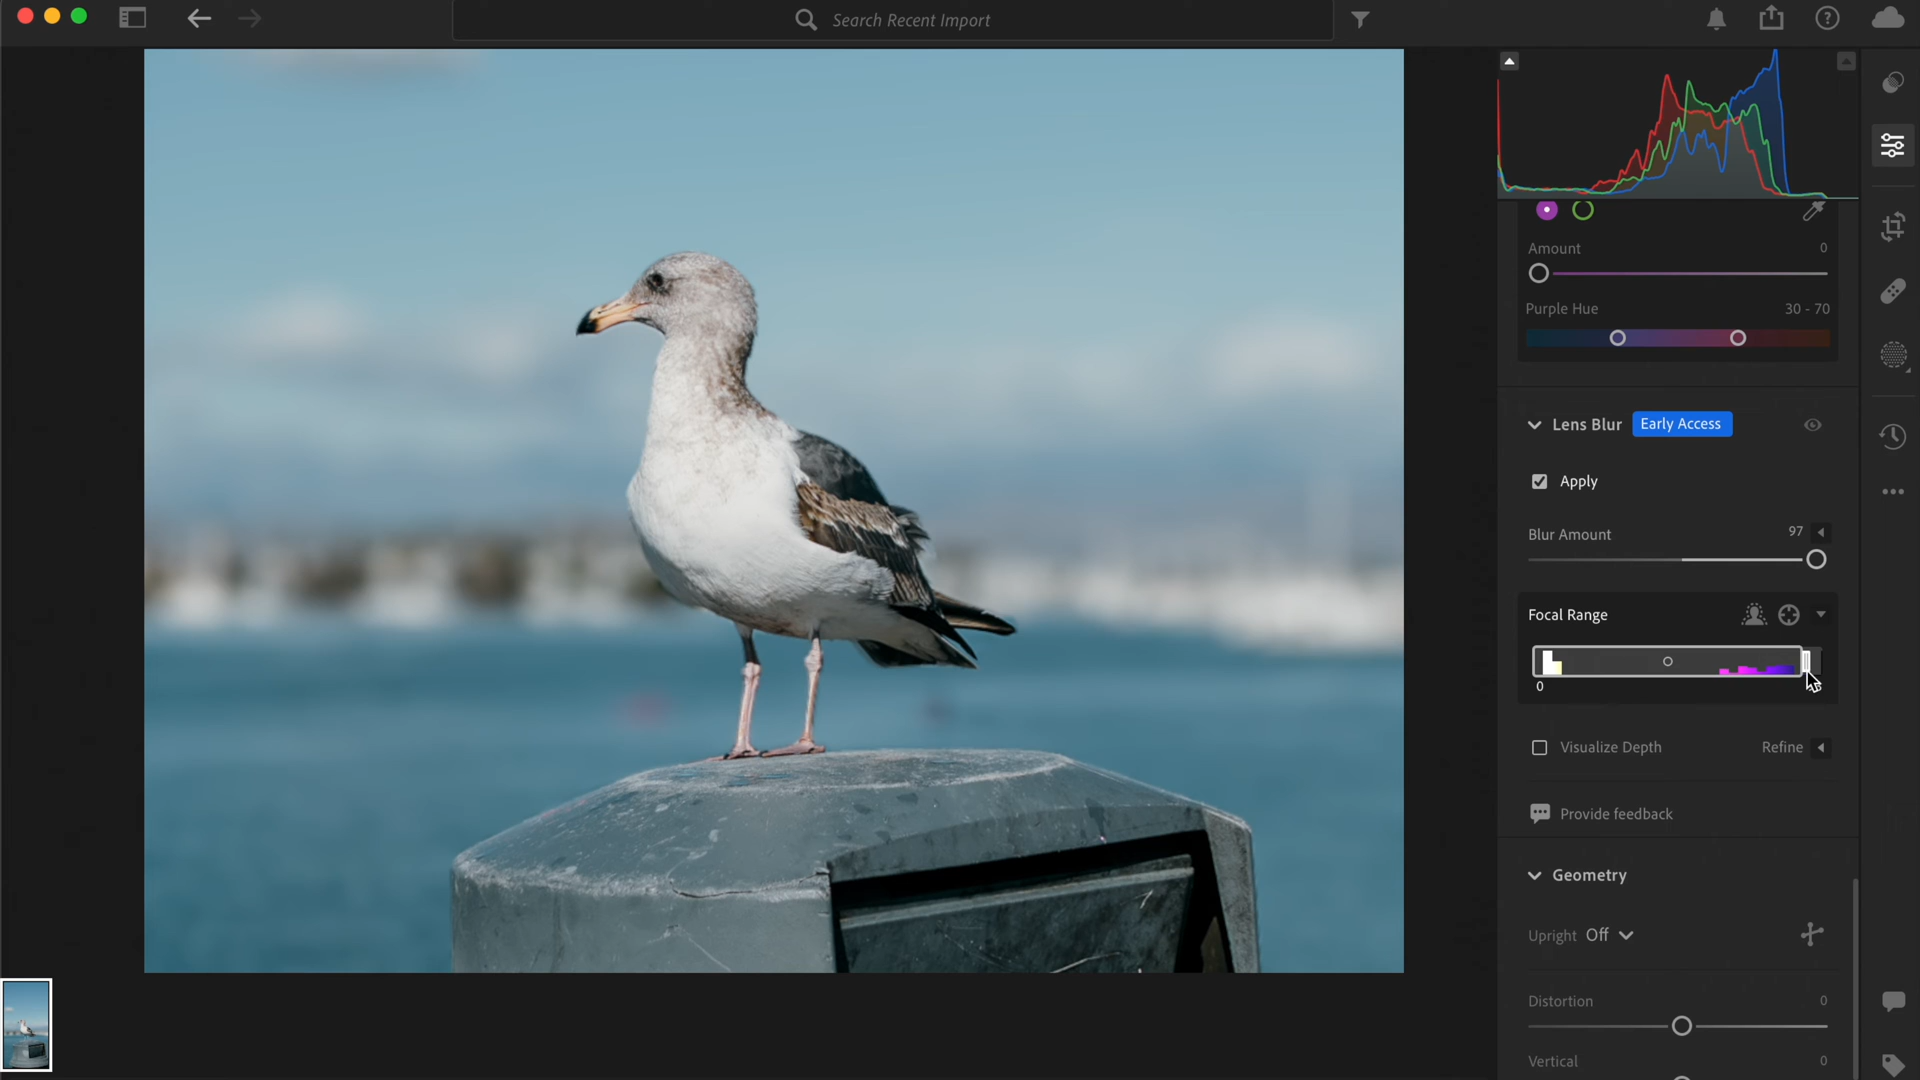 Search Recent Import
Amount 0
Purple Hue 30 - 70
Lens Blur Early Access
Apply
Blur Amount 97
Focal Range
0
Visualize Depth Refine
Provide feedback
Geometry
Upright Off
Distortion 0
Vertical 0